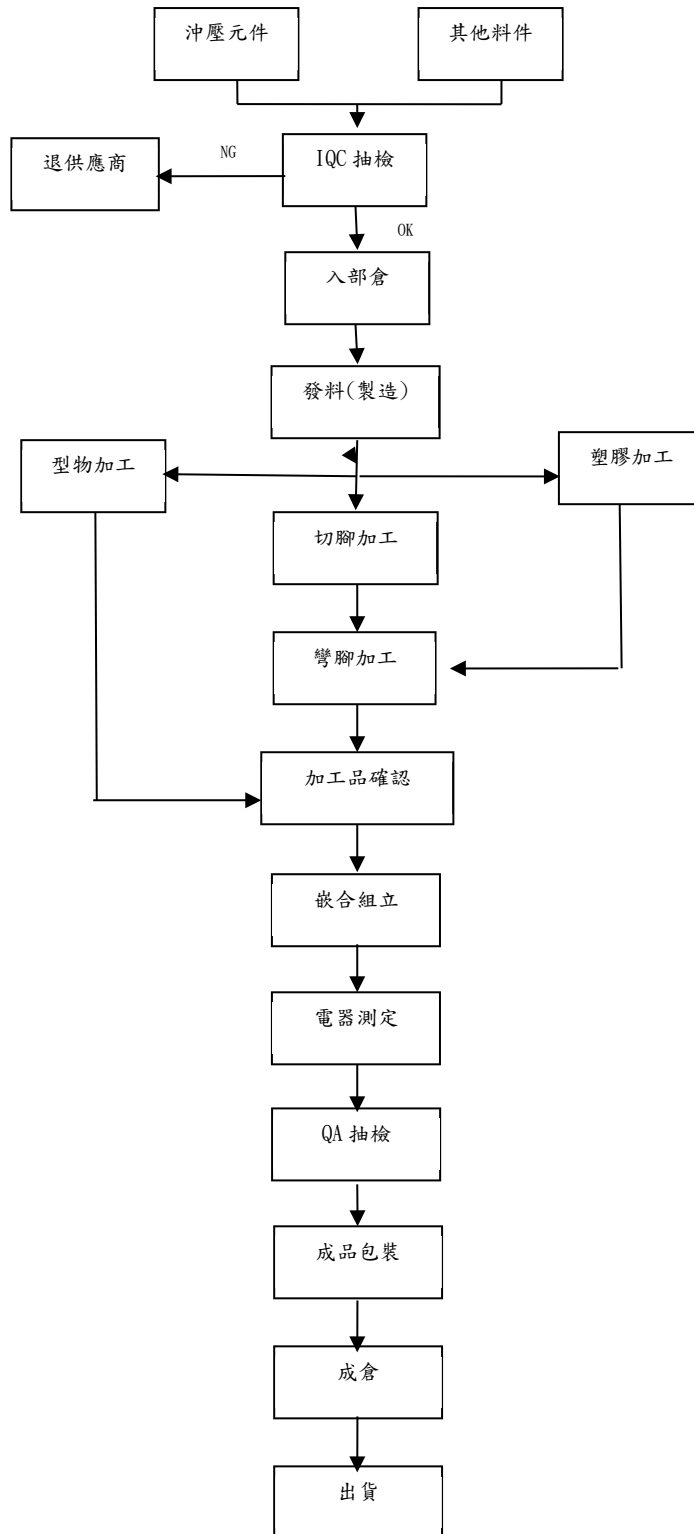 沖壓元件
其他料件
退供應商
NG
IQC 抽檢
OK
入部倉
發料(製造)
型物加工
塑膠加工
切腳加工
彎腳加工
加工品確認
嵌合組立
電器測定
QA 抽檢
成品包裝
成倉
出貨